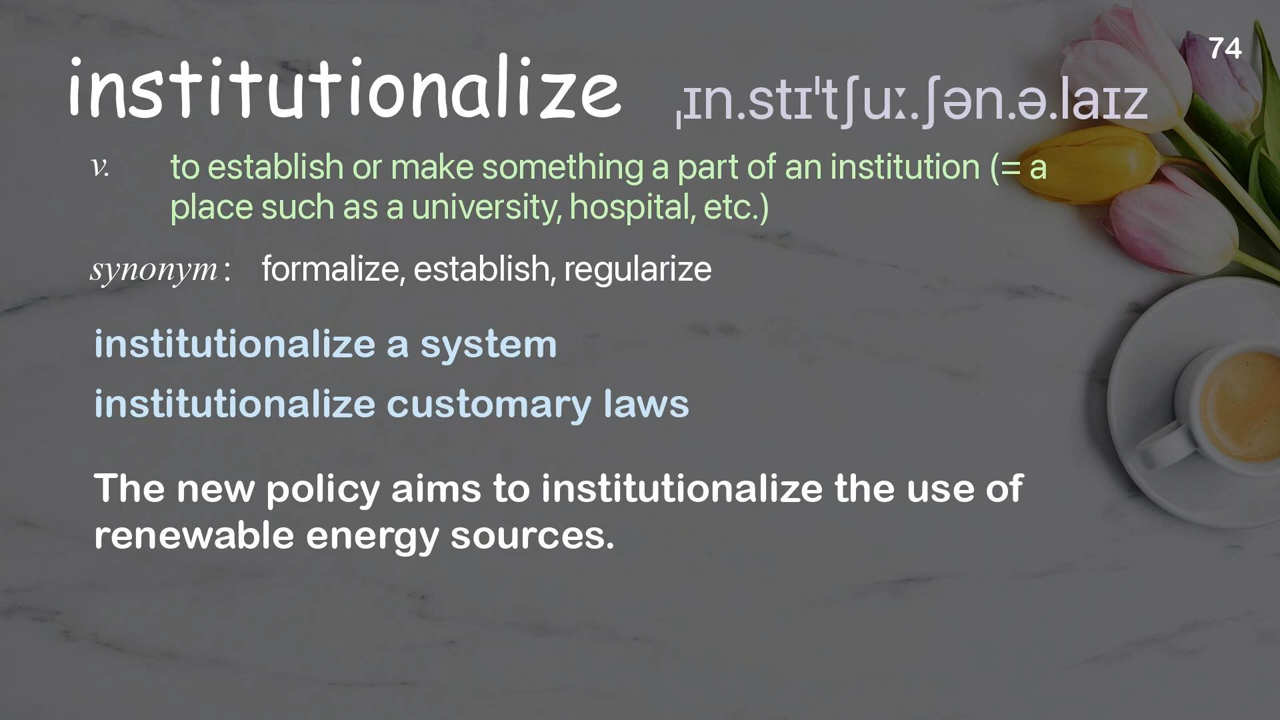 74
institutionalize ˌɪn.stɪˈtʃuː.ʃən.ə.laɪz
v. to establish or make something a part of an institution (= a
place such as a university, hospital, etc.)
synonym: formalize, establish, regularize
institutionalize a system
institutionalize customary laws
The new policy aims to institutionalize the use of
renewable energy sources.